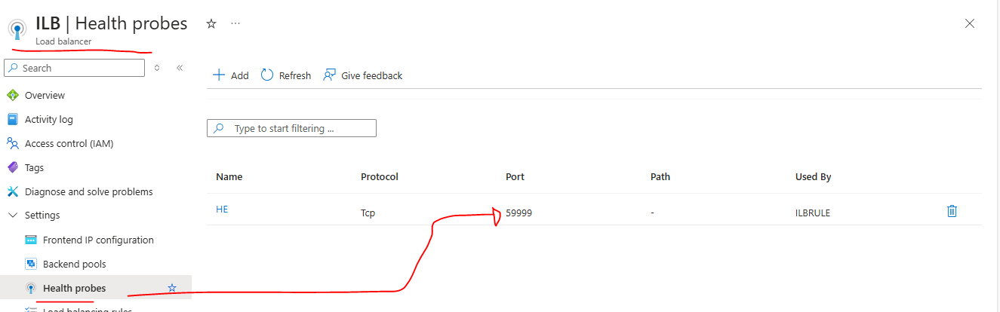 ILB | Health probes
Load balancer
Search
Add Refresh Give feedback
Overview
Activity log
Access control (IAM)
Tags
Diagnose and solve problems
Settings
Frontend IP configuration
Backend pools
Health probes
Load balancing rules
Type to start filtering ...
Name Protocol Port Path Used By
HE Tcp 59999 - ILBRULE